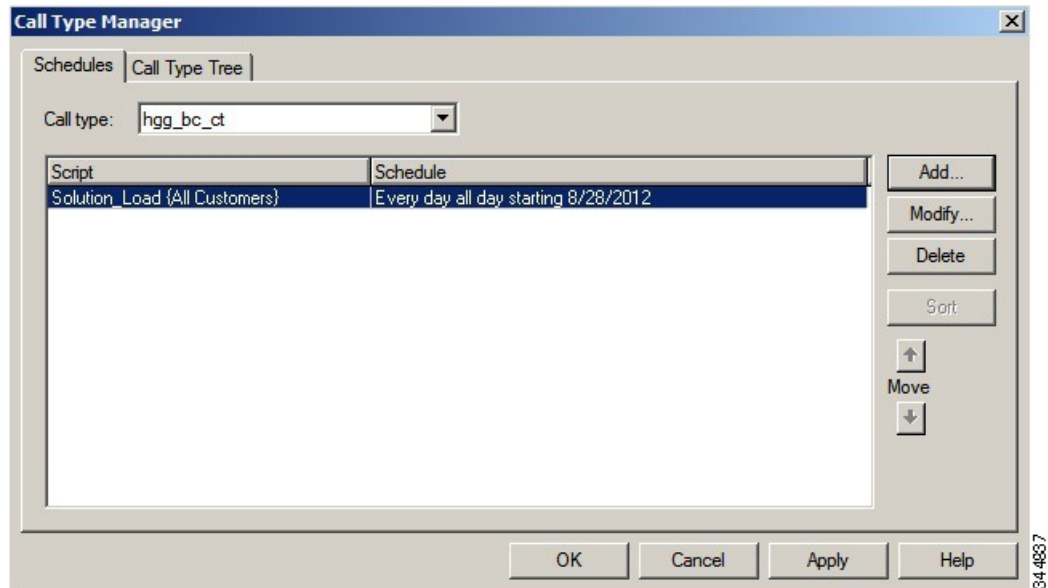 Call Type Manager
Schedules
Call Type Tree
Call type: hgg_bc_ct
Script Schedule
Solution_Load {All Customers} Every day all day starting 8/28/2012
Add...
Modify...
Delete
Sort
Move
OK Cancel Apply Help
344837